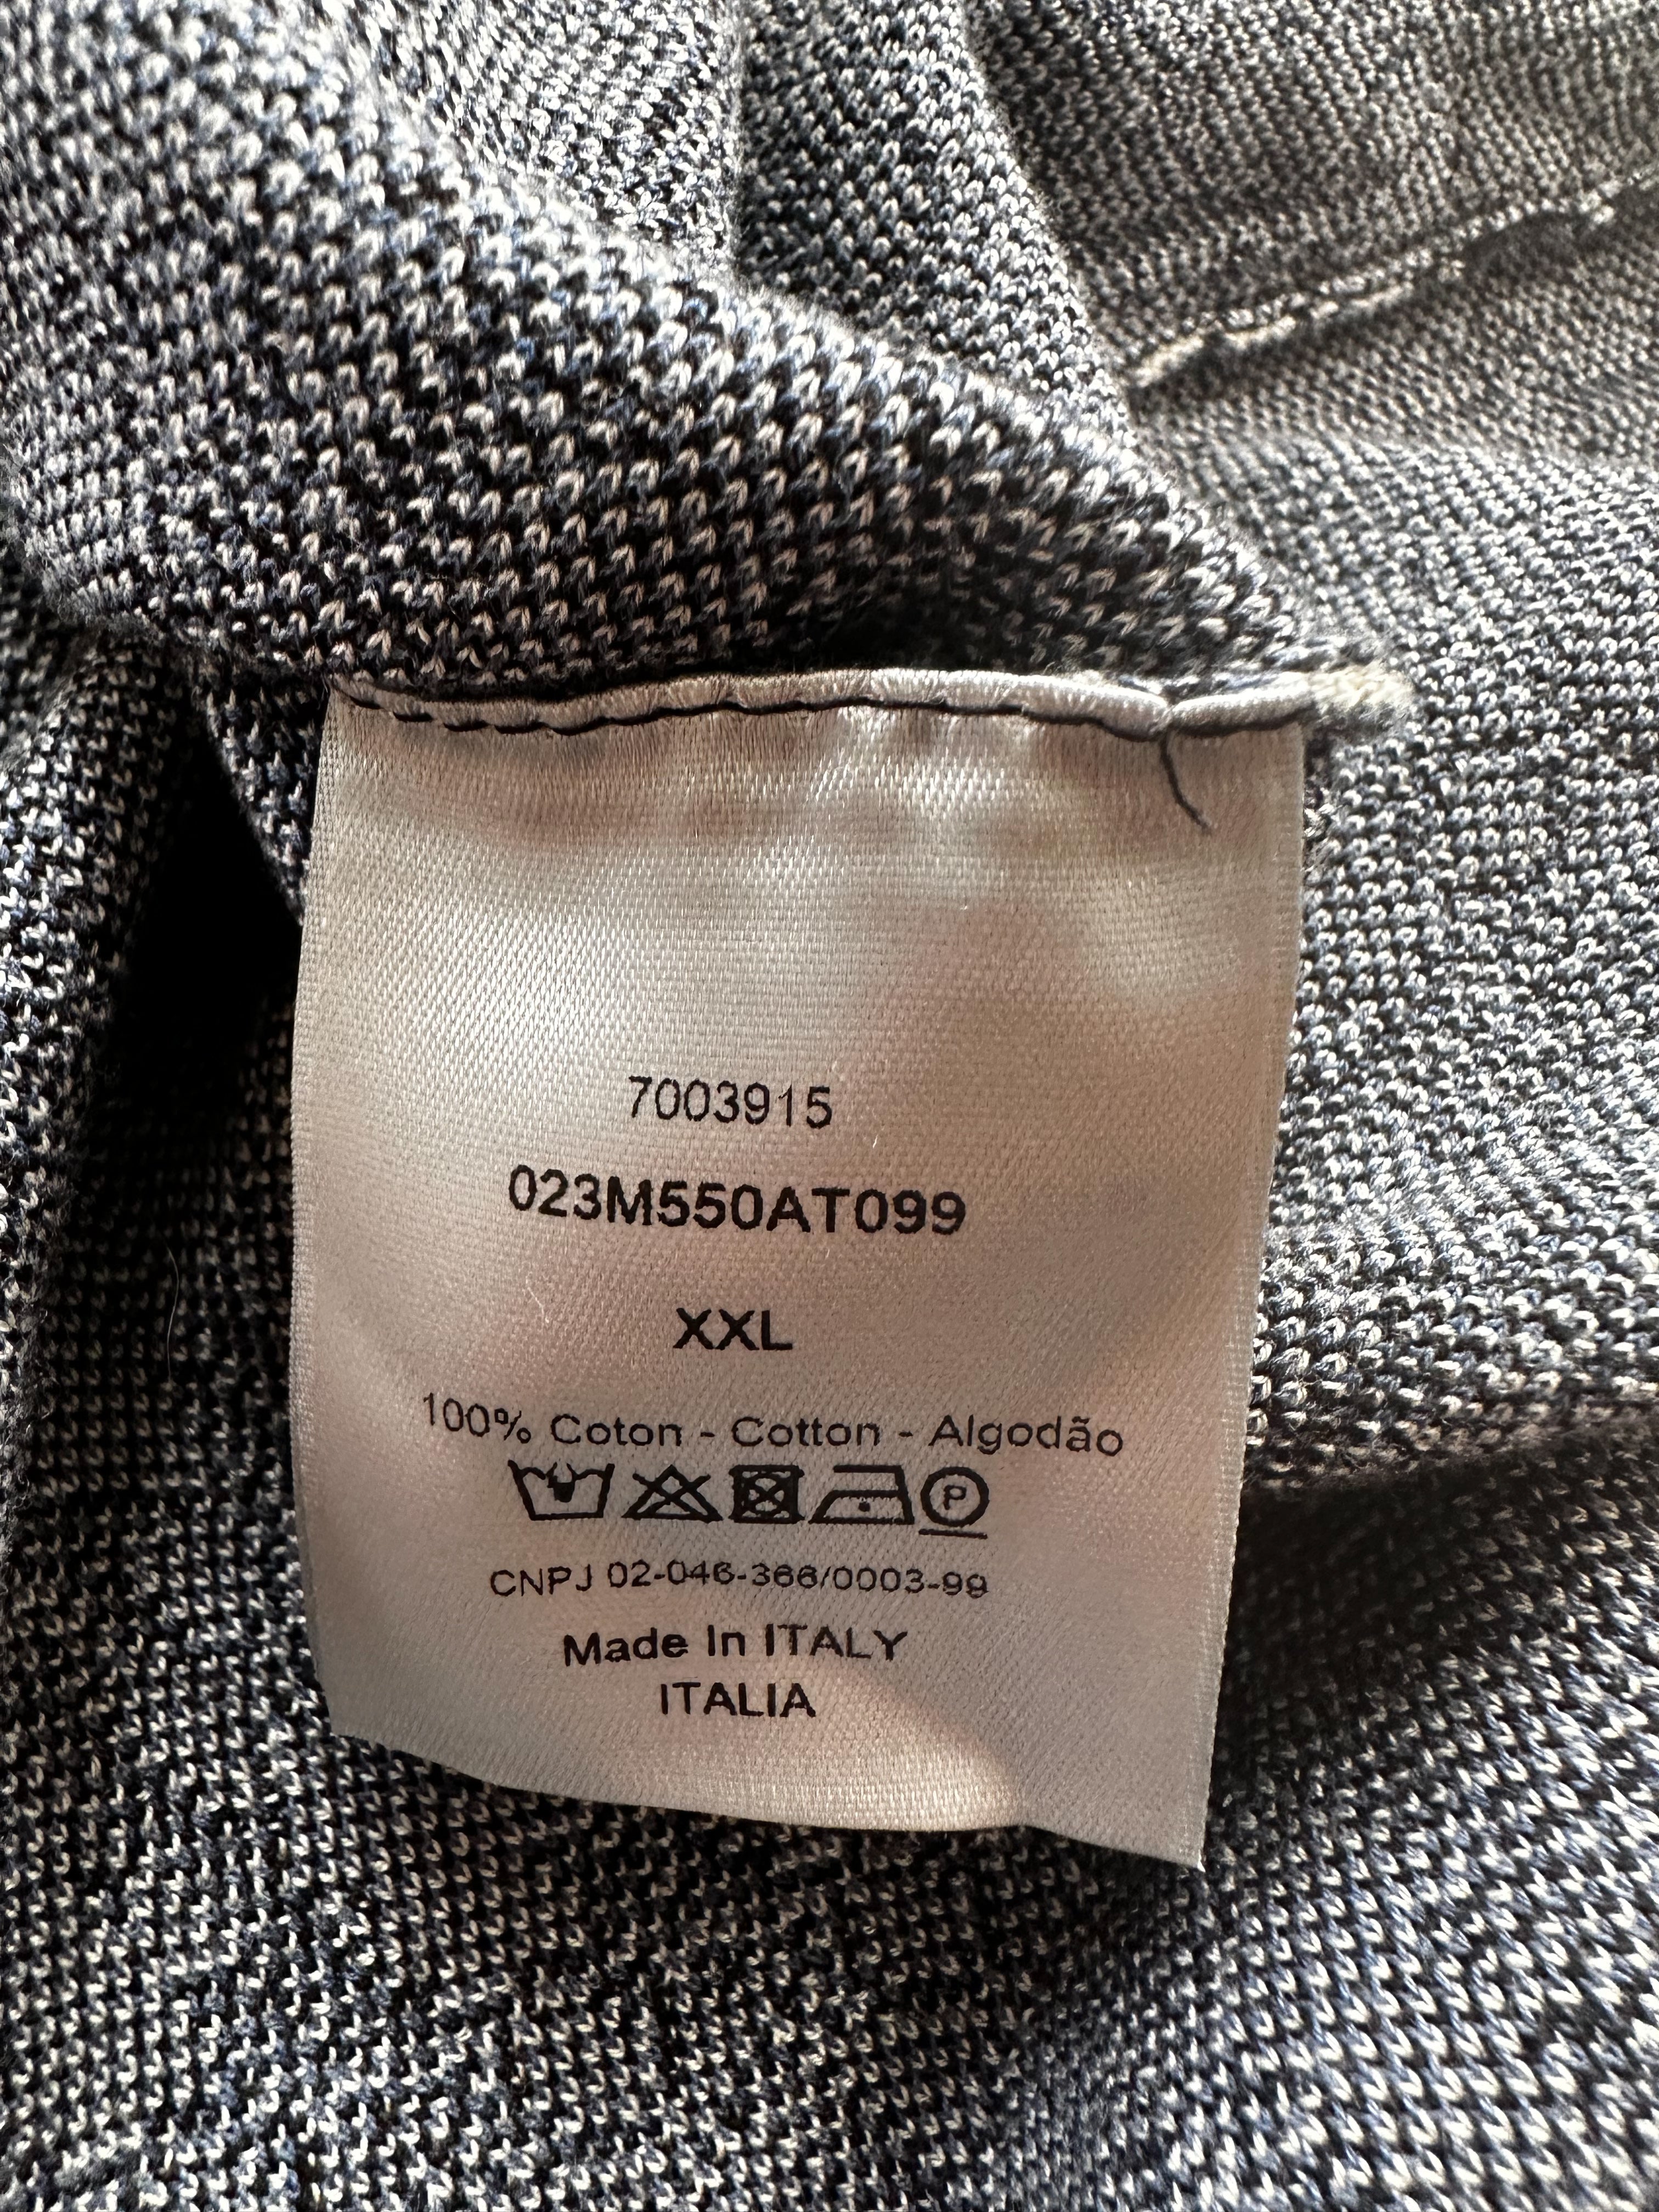 7003915
023M550AT099
XXL
100% Coton - Cotton - Algodão
P
CNPJ 02-046-366/0003-99
Made In ITALY
ITALIA